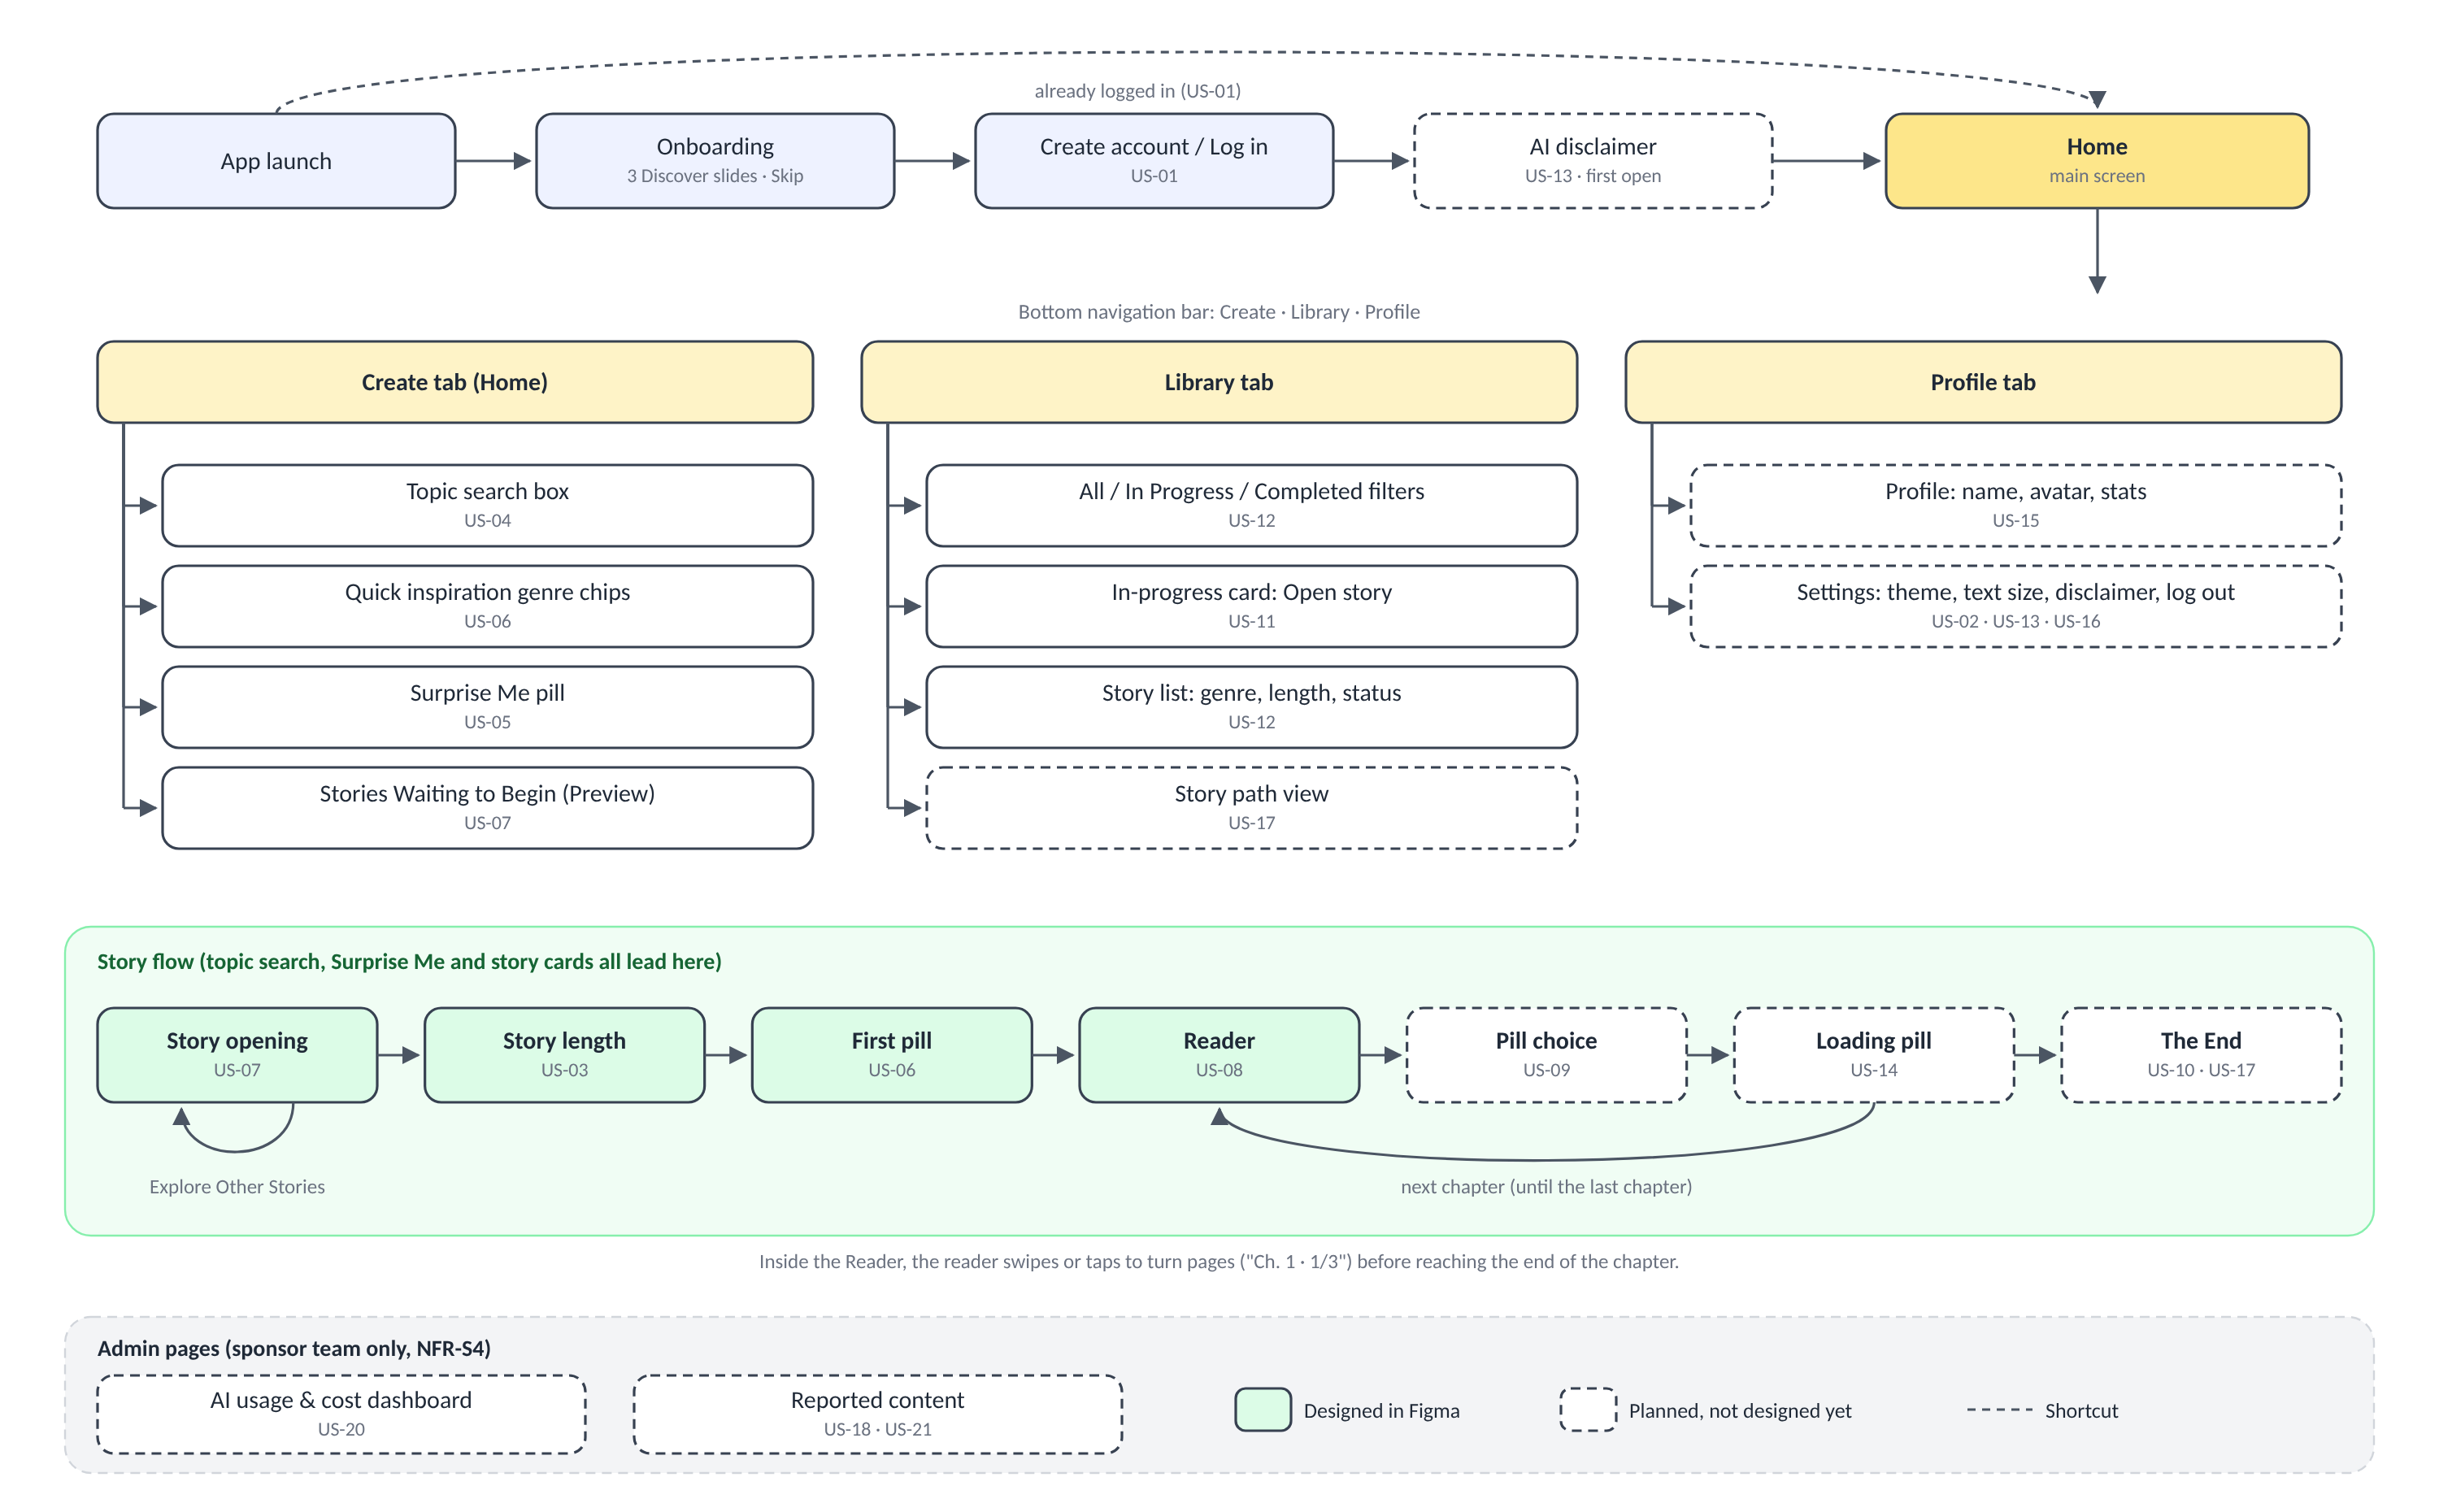 already logged in (US-01)
App launch
Onboarding
3 Discover slides · Skip
Create account / Log in
US-01
AI disclaimer
US-13 · first open
Home
main screen
Bottom navigation bar: Create · Library · Profile
Create tab (Home)
Topic search box
US-04
Quick inspiration genre chips
US-06
Surprise Me pill
US-05
Stories Waiting to Begin (Preview)
US-07
Library tab
All / In Progress / Completed filters
US-12
In-progress card: Open story
US-11
Story list: genre, length, status
US-12
Story path view
US-17
Profile tab
Profile: name, avatar, stats
US-15
Settings: theme, text size, disclaimer, log out
US-02 · US-13 · US-16
Story flow (topic search, Surprise Me and story cards all lead here)
Story opening
US-07
Story length
US-03
First pill
US-06
Reader
US-08
Pill choice
US-09
Loading pill
US-14
The End
US-10 · US-17
Explore Other Stories
next chapter (until the last chapter)
Inside the Reader, the reader swipes or taps to turn pages ("Ch. 1 · 1/3") before reaching the end of the chapter.
Admin pages (sponsor team only, NFR-S4)
AI usage & cost dashboard
US-20
Reported content
US-18 · US-21
Designed in Figma
Planned, not designed yet
Shortcut